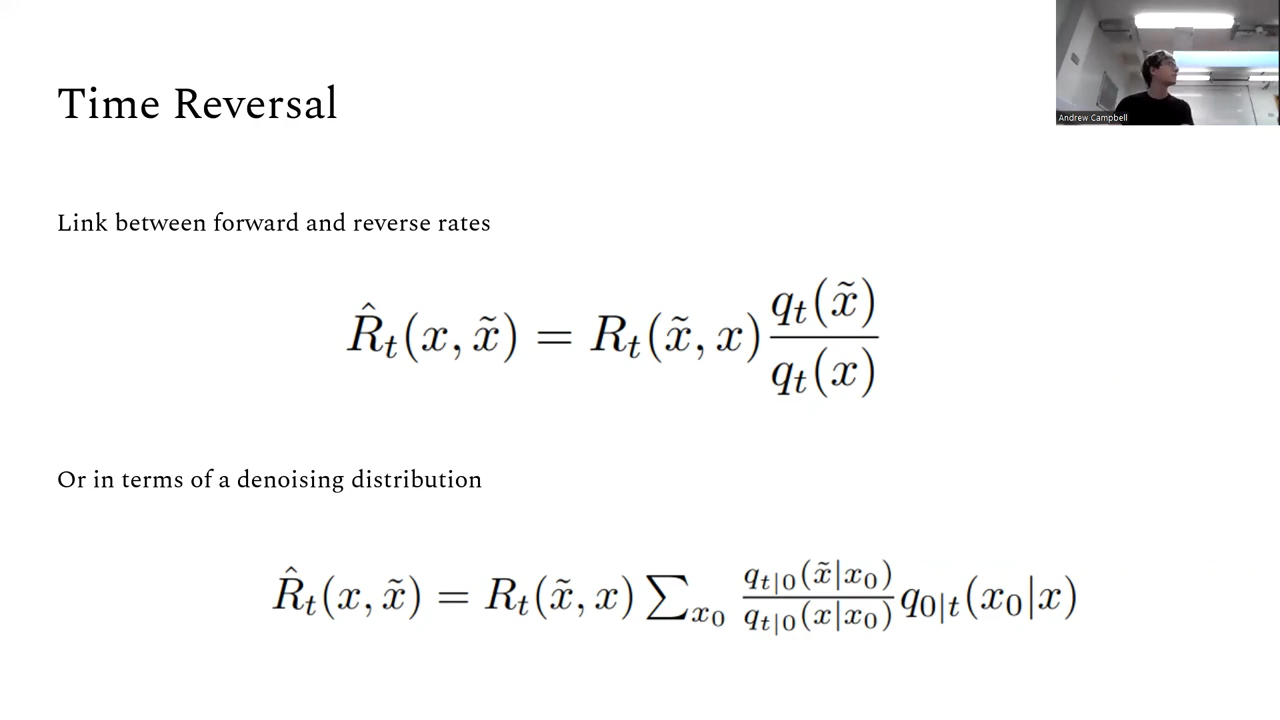 Time Reversal
Andrew Campbell
Link between forward and reverse rates
R̂_t(x, x̃) = R_t(x̃, x) q_t(x̃) / q_t(x)
Or in terms of a denoising distribution
R̂_t(x, x̃) = R_t(x̃, x) ∑_{x_0} q_{t|0}(x̃|x_0) / q_{t|0}(x|x_0) q_{0|t}(x_0|x)